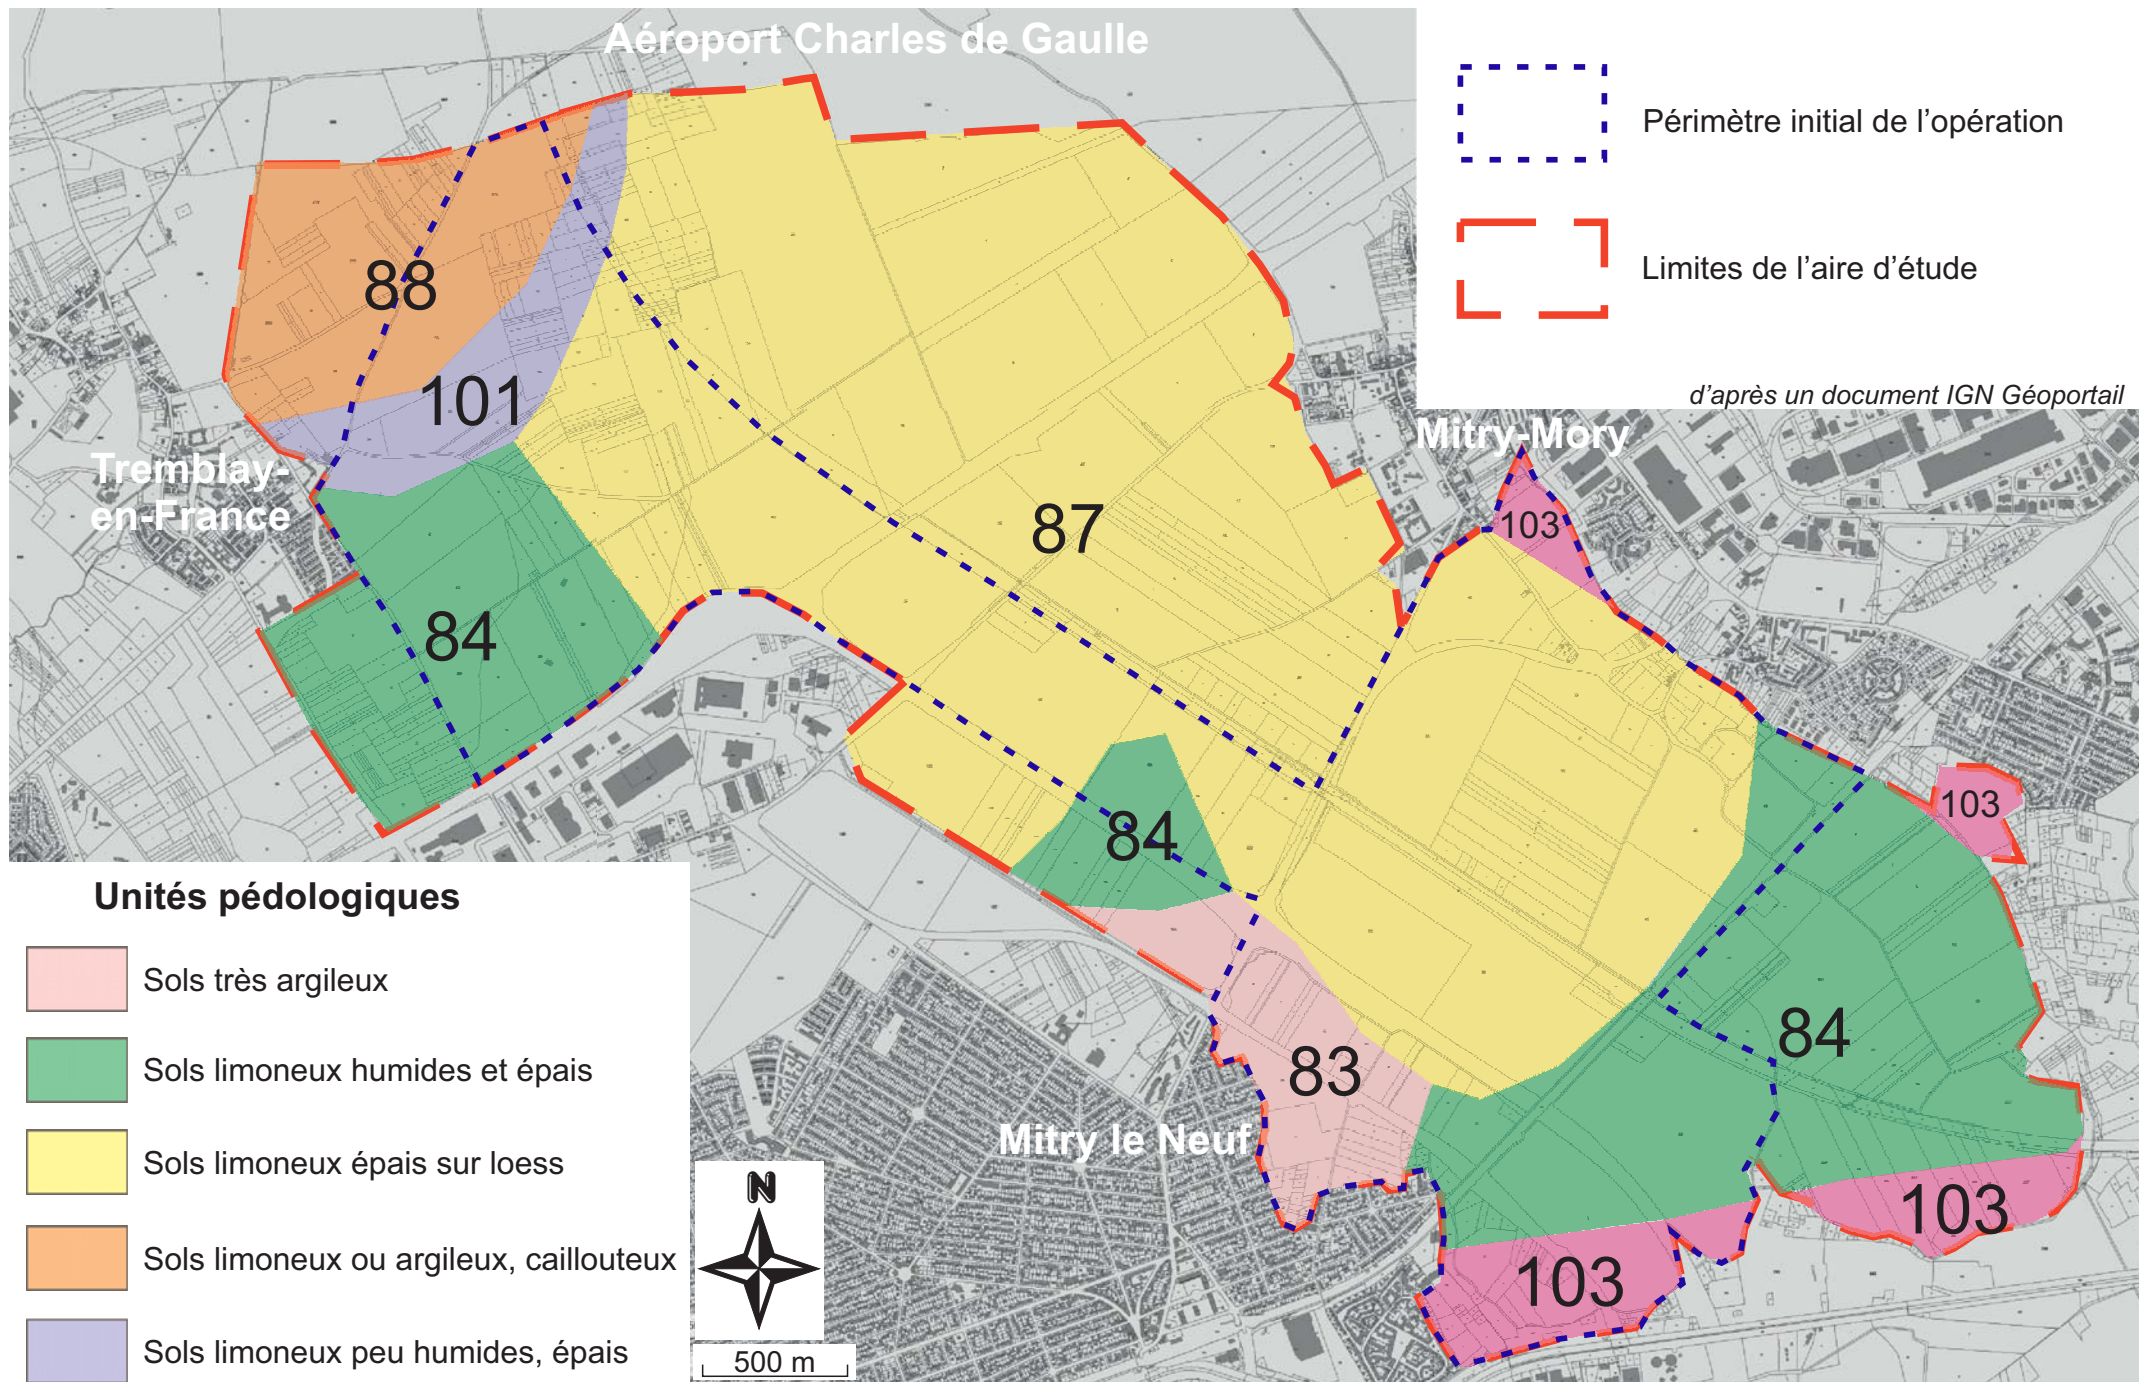 Aéroport Charles de Gaulle
Périmètre initial de l'opération
Limites de l'aire d'étude
d'après un document IGN Géoportail
88
101
Tremblay-
en-France
84
87
Mitry-Mory
103
103
84
84
83
Mitry le Neuf
103
103
Unités pédologiques
Sols très argileux
Sols limoneux humides et épais
Sols limoneux épais sur loess
Sols limoneux ou argileux, caillouteux
Sols limoneux peu humides, épais
N
500 m